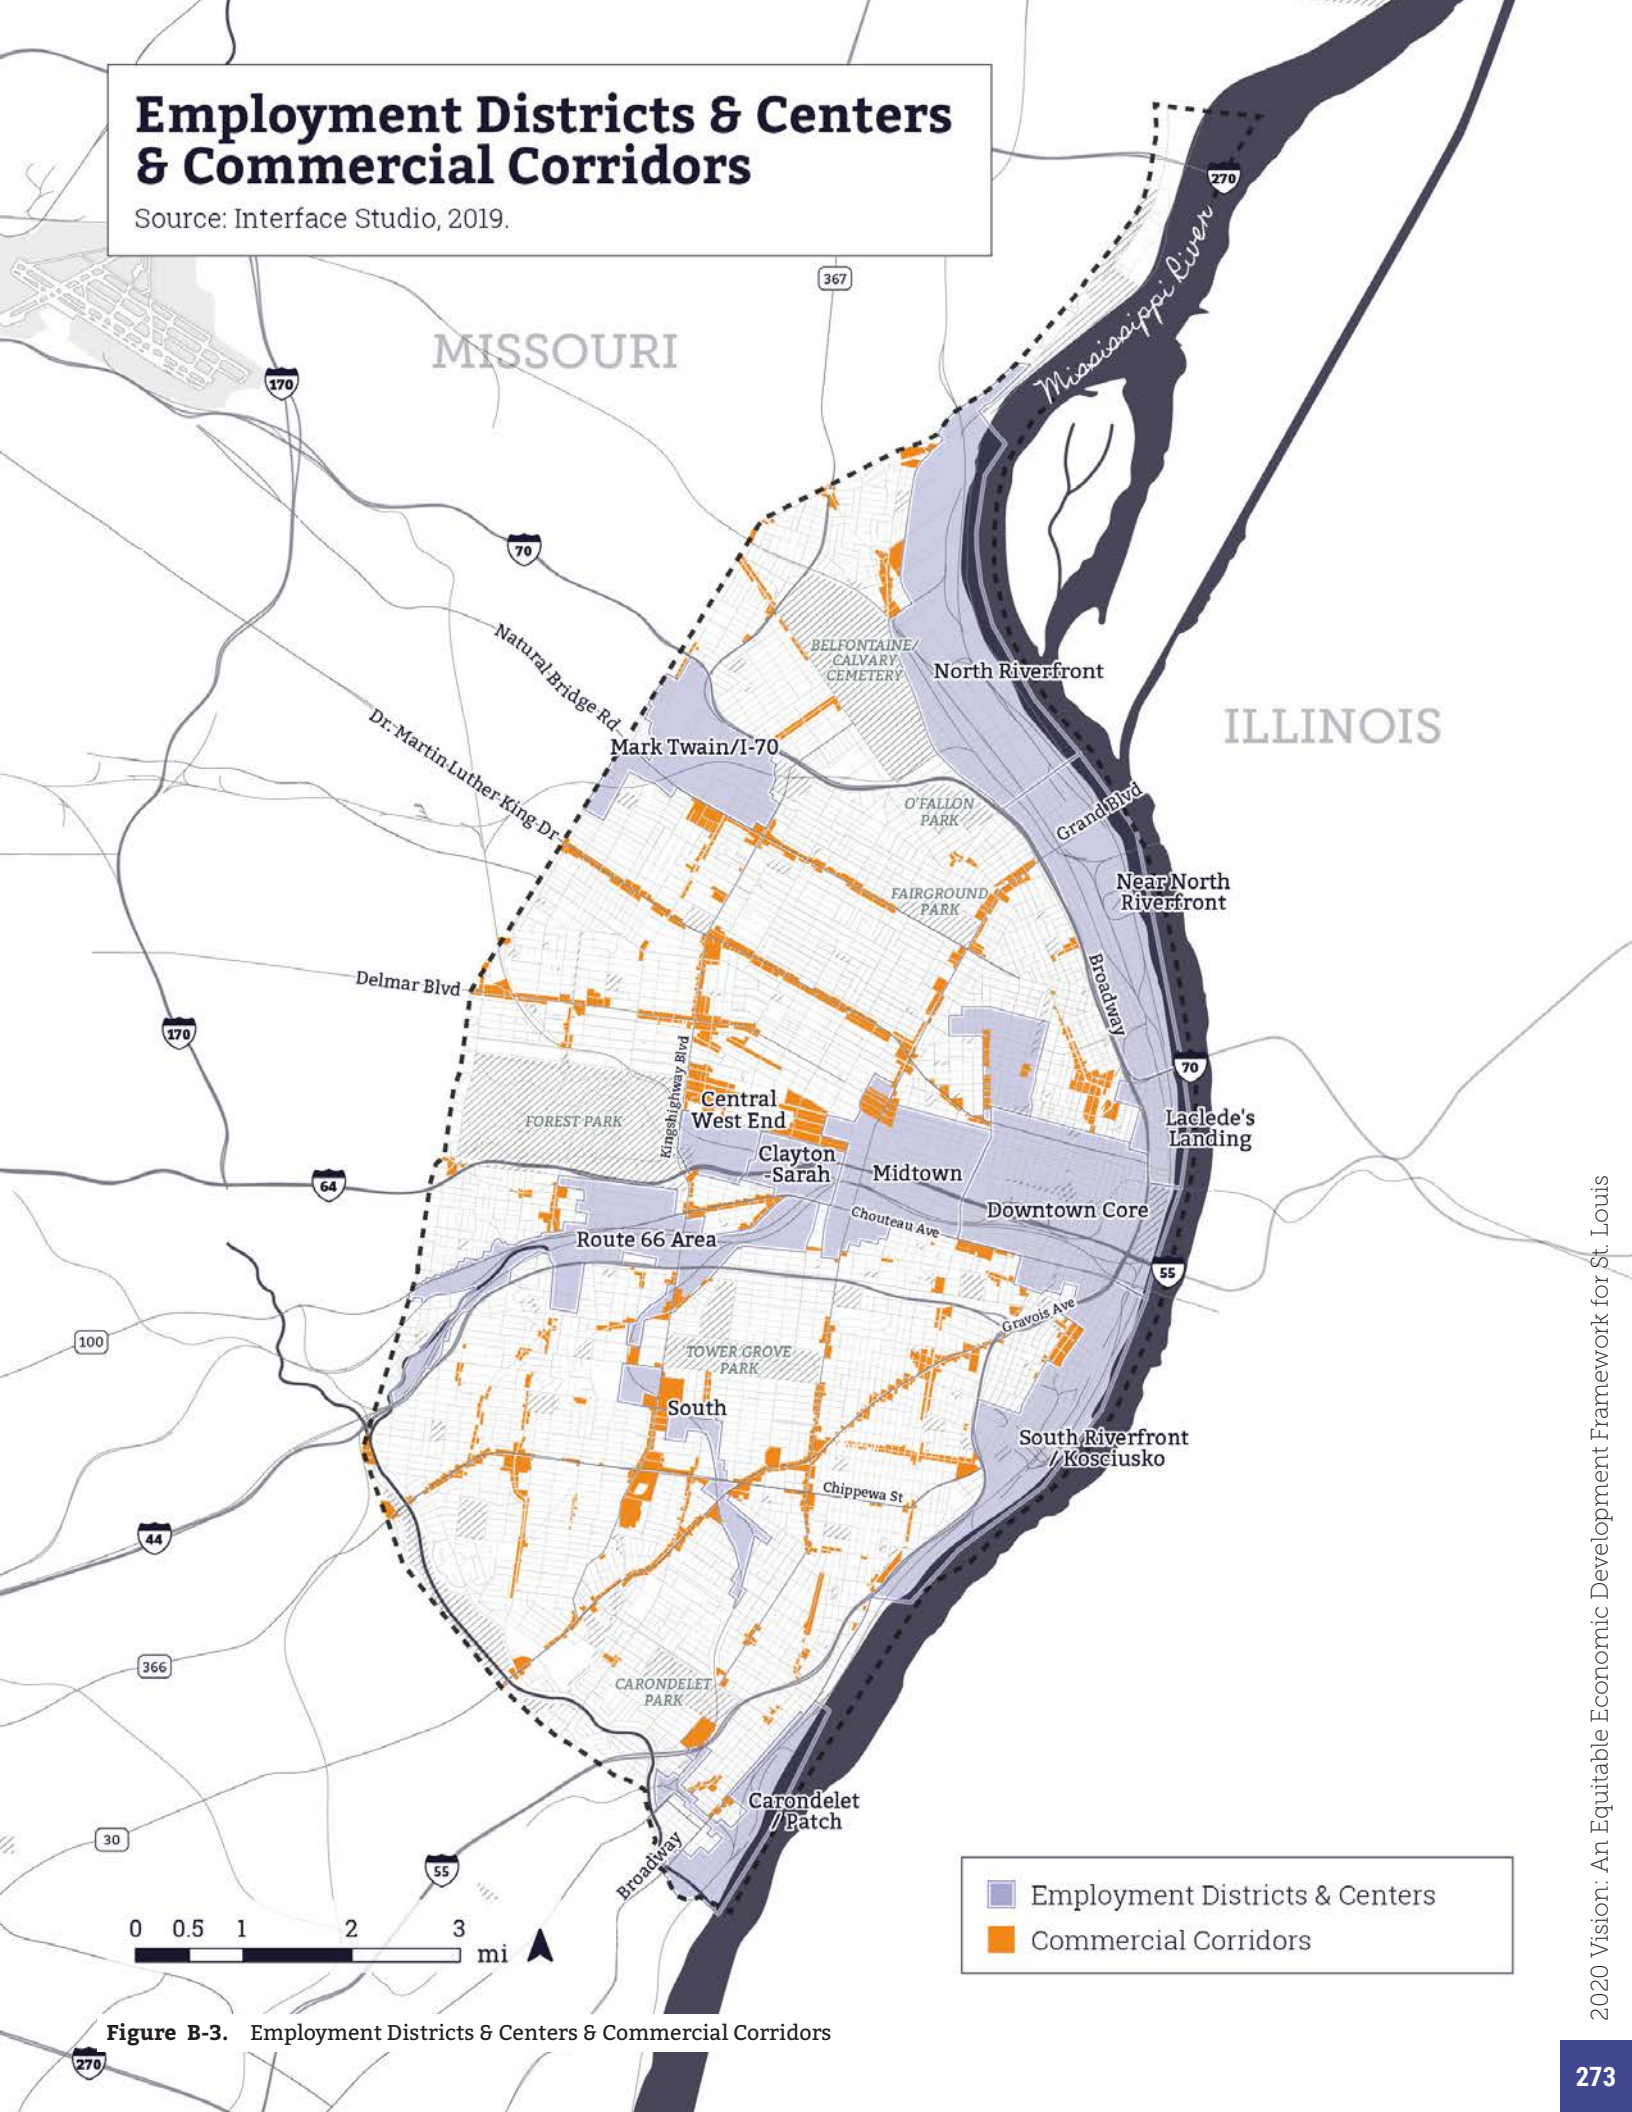 Employment Districts & Centers
& Commercial Corridors
Source: Interface Studio, 2019.
270
Mississippi River
367
MISSOURI
170
70
Natural Bridge Rd
BELFONTAINE/
CALVARY
CEMETERY
North Riverfront
Dr. Martin Luther King Dr
ILLINOIS
Mark Twain/I-70
O'FALLON
PARK
Grand Blvd
FAIRGROUND
PARK
Near North
Riverfront
Delmar Blvd
Broadway
170
Kingshighway Blvd
70
FOREST PARK
Central
West End
Laclede's
Landing
Clayton
-Sarah
Midtown
64
Downtown Core
Chouteau Ave
Route 66 Area
55
100
Gravois Ave
TOWER GROVE
PARK
South
South Riverfront
/ Kosciusko
Chippewa St
44
366
CARONDELET
PARK
Carondelet
/ Patch
30
Broadway
55
0 0.5 1 2 3
mi
Employment Districts & Centers
Commercial Corridors
Figure B-3. Employment Districts & Centers & Commercial Corridors
270
2020 Vision: An Equitable Economic Development Framework for St. Louis
273